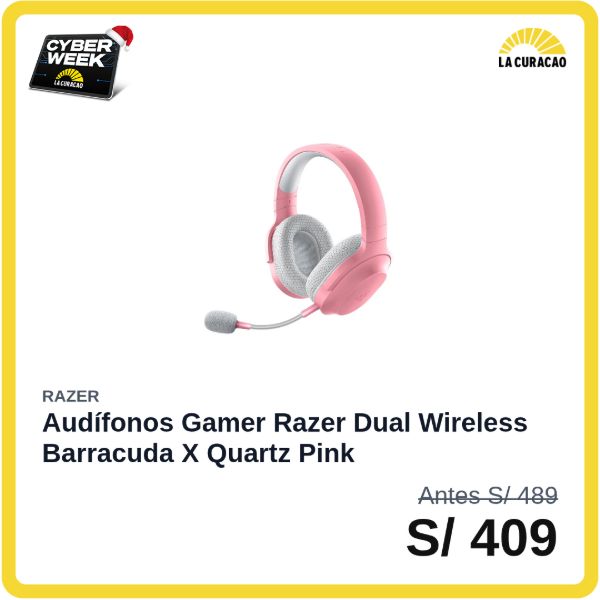 CYBER
WEEK
LA CURACAO
LA CURACAO
RAZER
Audífonos Gamer Razer Dual Wireless
Barracuda X Quartz Pink
Antes S/ 489
S/ 409